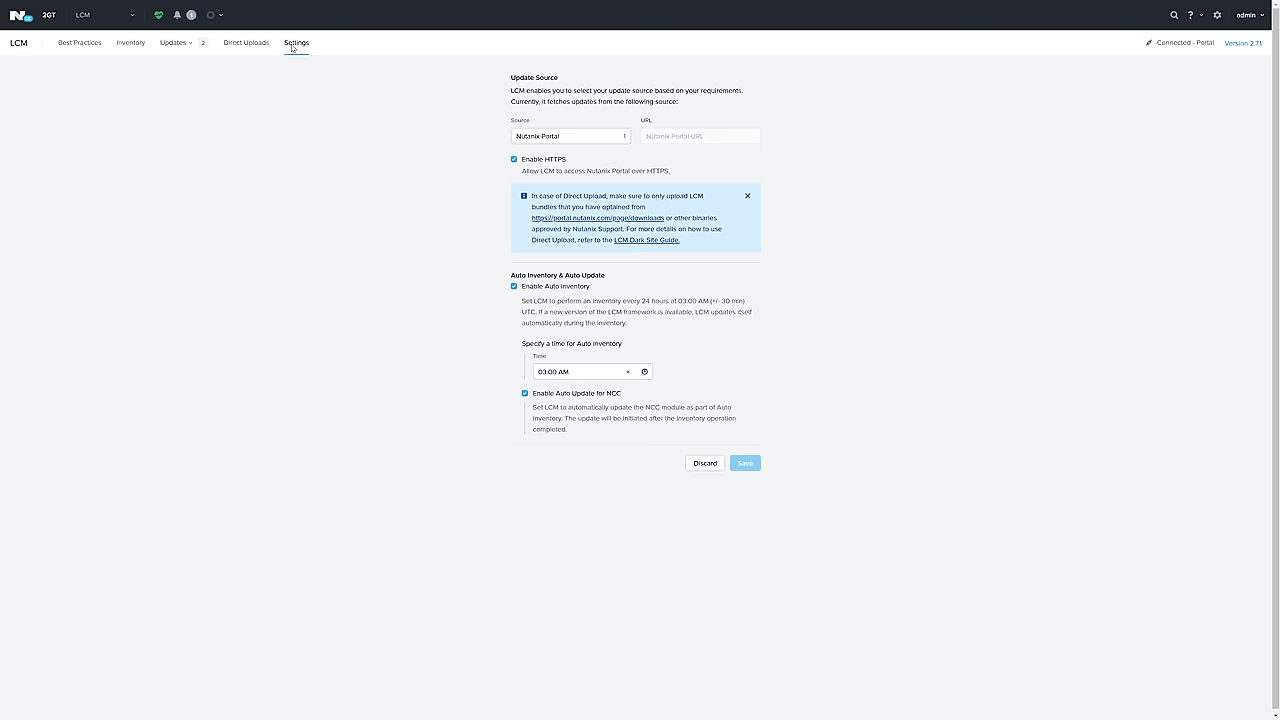 2GT
LCM
1
admin
LCM
Best Practices
Inventory
Updates
2
Direct Uploads
Settings
Connected - Portal
Version 2.7.1
Update Source
LCM enables you to select your update source based on your requirements.
Currently, it fetches updates from the following source:
Source
URL
Nutanix Portal
Nutanix Portal URL
Enable HTTPS
Allow LCM to access Nutanix Portal over HTTPS.
In case of Direct Upload, make sure to only upload LCM
bundles that you have optained from
https://portal.nutanix.com/page/downloads or other binaries
approved by Nutanix Support. For more details on how to use
Direct Upload, refer to the LCM Dark Site Guide.
Auto Inventory & Auto Update
Enable Auto Inventory
Set LCM to perform an inventory every 24 hours at 03:00 AM (+/- 30 min)
UTC. If a new version of the LCM framework is available, LCM updates itself
automatically during the inventory.
Specify a time for Auto Inventory
Time
03:00 AM
Enable Auto Update for NCC
Set LCM to automatically update the NCC module as part of Auto
Inventory. The update will be initiated after the inventory operation
completed.
Discard
Save